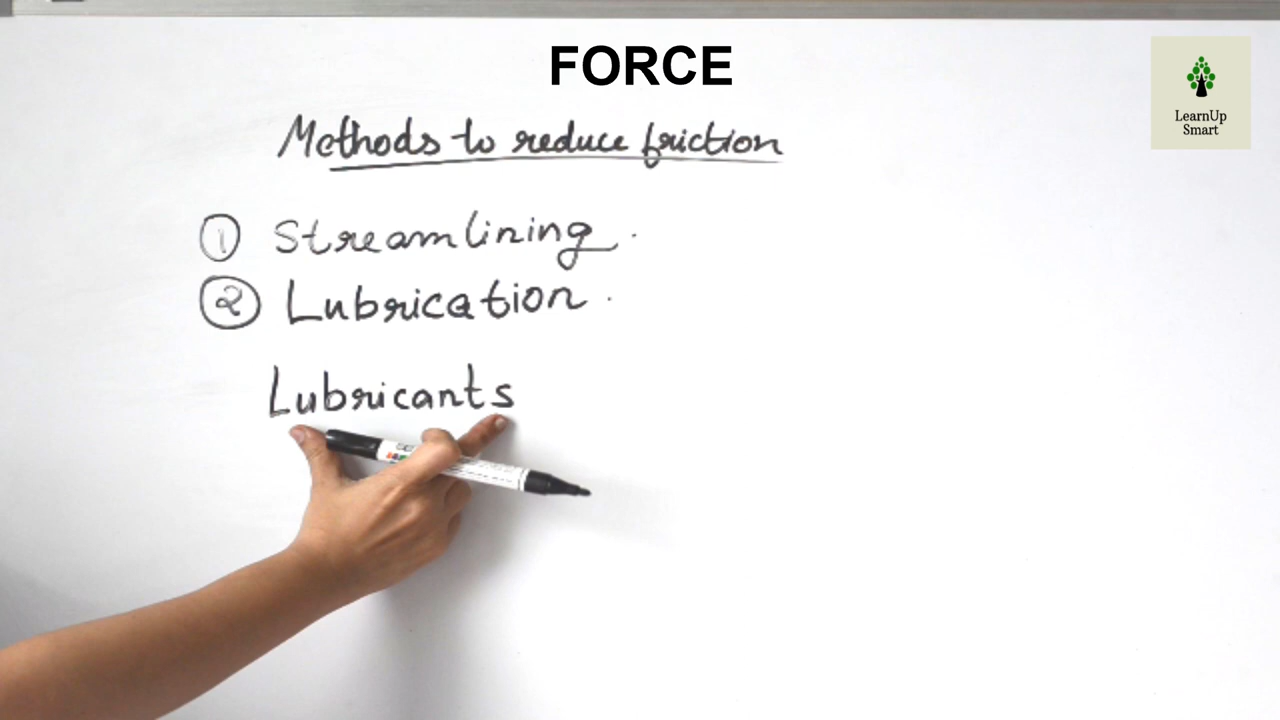 FORCE
LearnUp
Smart
Methods to reduce friction
① Streamlining.
② Lubrication.
Lubricants